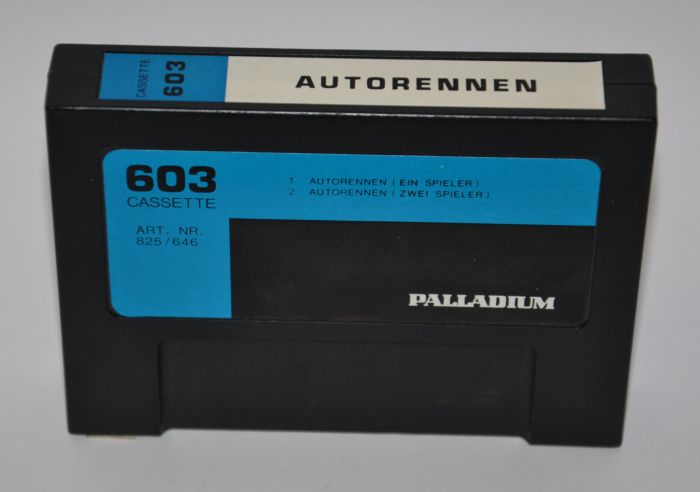 CASSETTE
603
AUTORENNEN
603
CASSETTE
1 AUTORENNEN (EIN SPIELER)
2 AUTORENNEN (ZWEI SPIELER)
ART. NR.
825/646
PALLADIUM